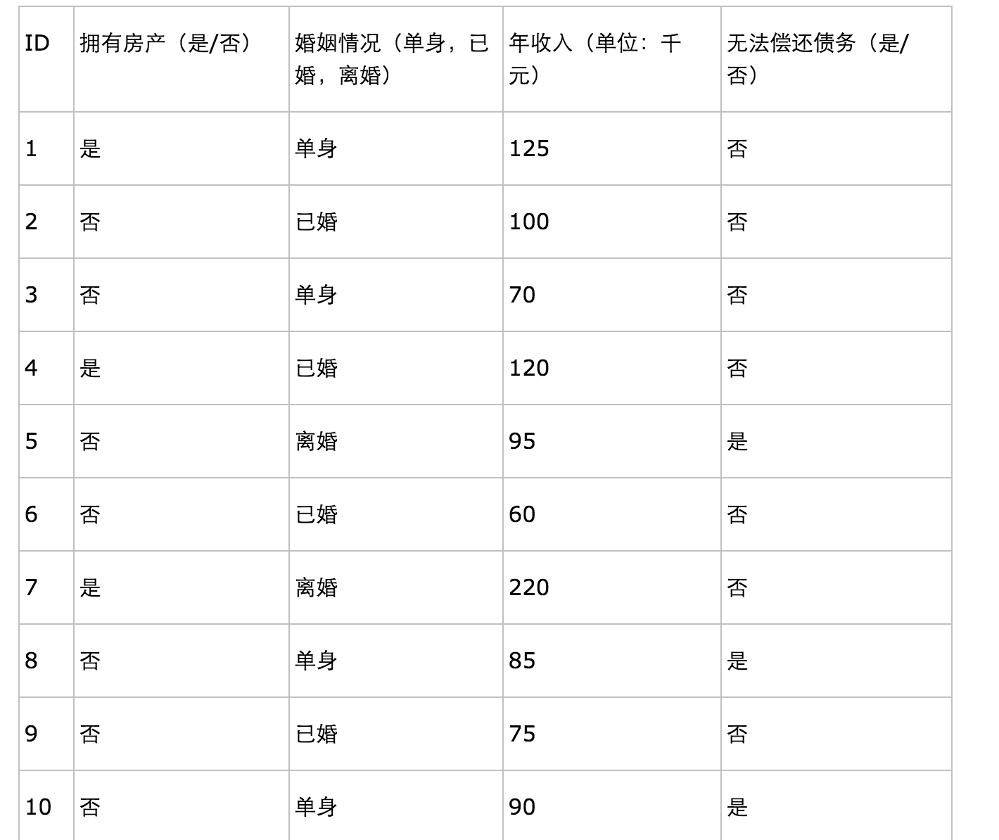 ID 拥有房产（是/否） 婚姻情况（单身，已婚，离婚） 年收入（单位：千元） 无法偿还债务（是/否）
1 是 单身 125 否
2 否 已婚 100 否
3 否 单身 70 否
4 是 已婚 120 否
5 否 离婚 95 是
6 否 已婚 60 否
7 是 离婚 220 否
8 否 单身 85 是
9 否 已婚 75 否
10 否 单身 90 是